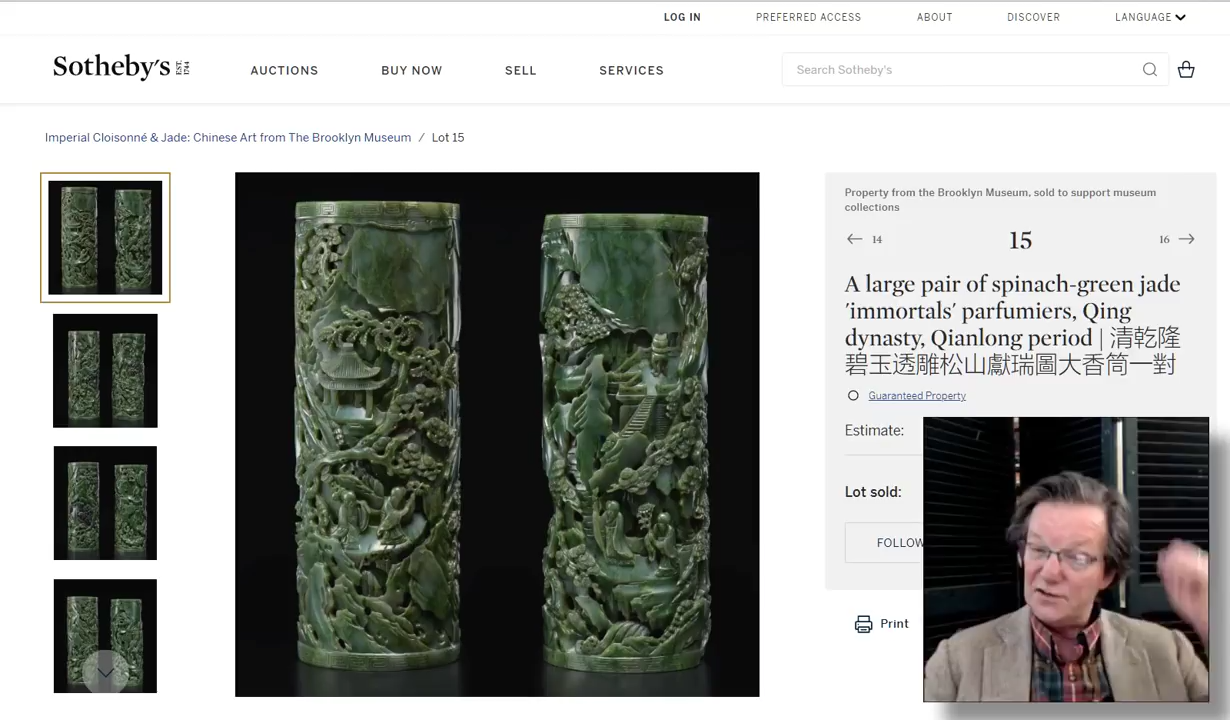 LOG IN
PREFERRED ACCESS
ABOUT
DISCOVER
LANGUAGE
Sotheby's EST. 1744
AUCTIONS
BUY NOW
SELL
SERVICES
Search Sotheby's
Imperial Cloisonné & Jade: Chinese Art from The Brooklyn Museum / Lot 15
Property from the Brooklyn Museum, sold to support museum
collections
14
15
16
A large pair of spinach-green jade
'immortals' parfumiers, Qing
dynasty, Qianlong period | 清乾隆
碧玉透雕松山獻瑞圖大香筒一對
Guaranteed Property
Estimate:
Lot sold:
FOLLOW
Print